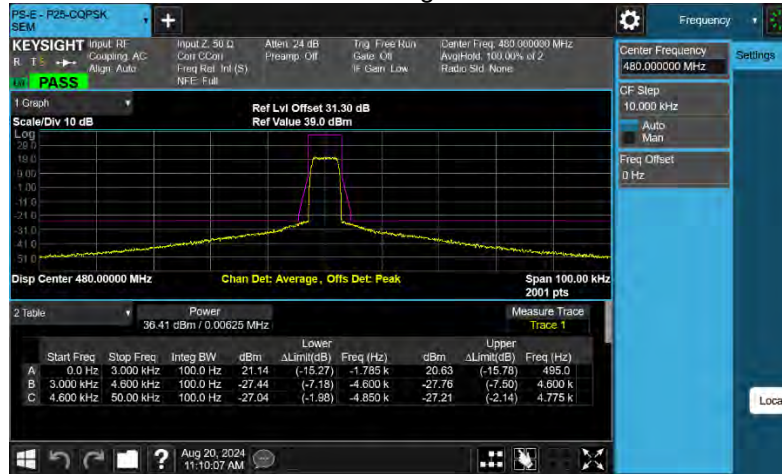 PS-E - P25-CQPSK
SEM
Frequency
KEYSIGHT
Input: RF
Coupling: AC
Align: Auto
Input Z: 50 Ω
Corr CCorr
Freq Ref: Int (S)
NFE: Full
Atten: 24 dB
Preamp: Off
Trig: Free Run
Gate: Off
IF Gain: Low
Center Freq: 480.000000 MHz
Avg|Hold: 100.00% of 2
Radio Std: None
PASS
Center Frequency
480.000000 MHz
Settings
CF Step
10.000 kHz
Auto
Man
Freq Offset
0 Hz
1 Graph
Scale/Div 10 dB
Ref Lvl Offset 31.30 dB
Ref Value 39.0 dBm
Log
29.0
19.0
9.00
-1.00
-11.0
-21.0
-31.0
-41.0
-51.0
Disp Center 480.00000 MHz
Chan Det: Average, Offs Det: Peak
Span 100.00 kHz
2001 pts
2 Table
Power
36.41 dBm / 0.00625 MHz
Measure Trace
Trace 1
Lower Upper
Start Freq Stop Freq Integ BW dBm ΔLimit(dB) Freq (Hz) dBm ΔLimit(dB) Freq (Hz)
A 0.0 Hz 3.000 kHz 100.0 Hz 21.14 (-15.27) -1.785 k 20.63 (-15.78) 495.0
B 3.000 kHz 4.600 kHz 100.0 Hz -27.44 (-7.18) -4.600 k -27.76 (-7.50) 4.600 k
C 4.600 kHz 50.00 kHz 100.0 Hz -27.04 (-1.98) -4.850 k -27.21 (-2.14) 4.775 k
Loca
Aug 20, 2024
11:10:07 AM